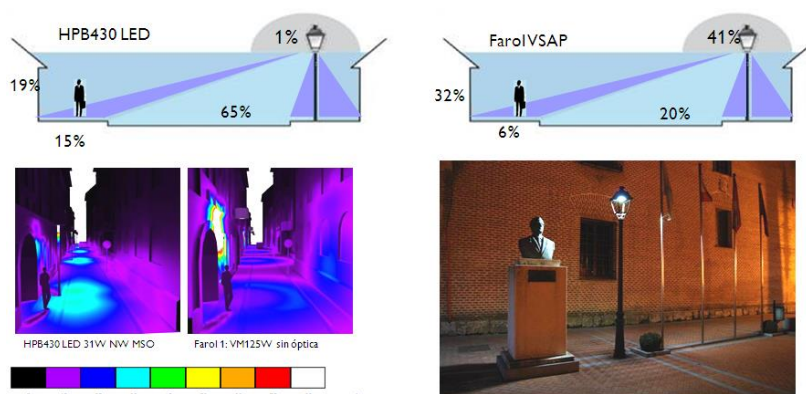 HPB430 LED
1%
19%
65%
15%
Farol VSAP
41%
32%
20%
6%
HPB430 LED 31W NW MSO
Farol 1: VM125W sin óptica